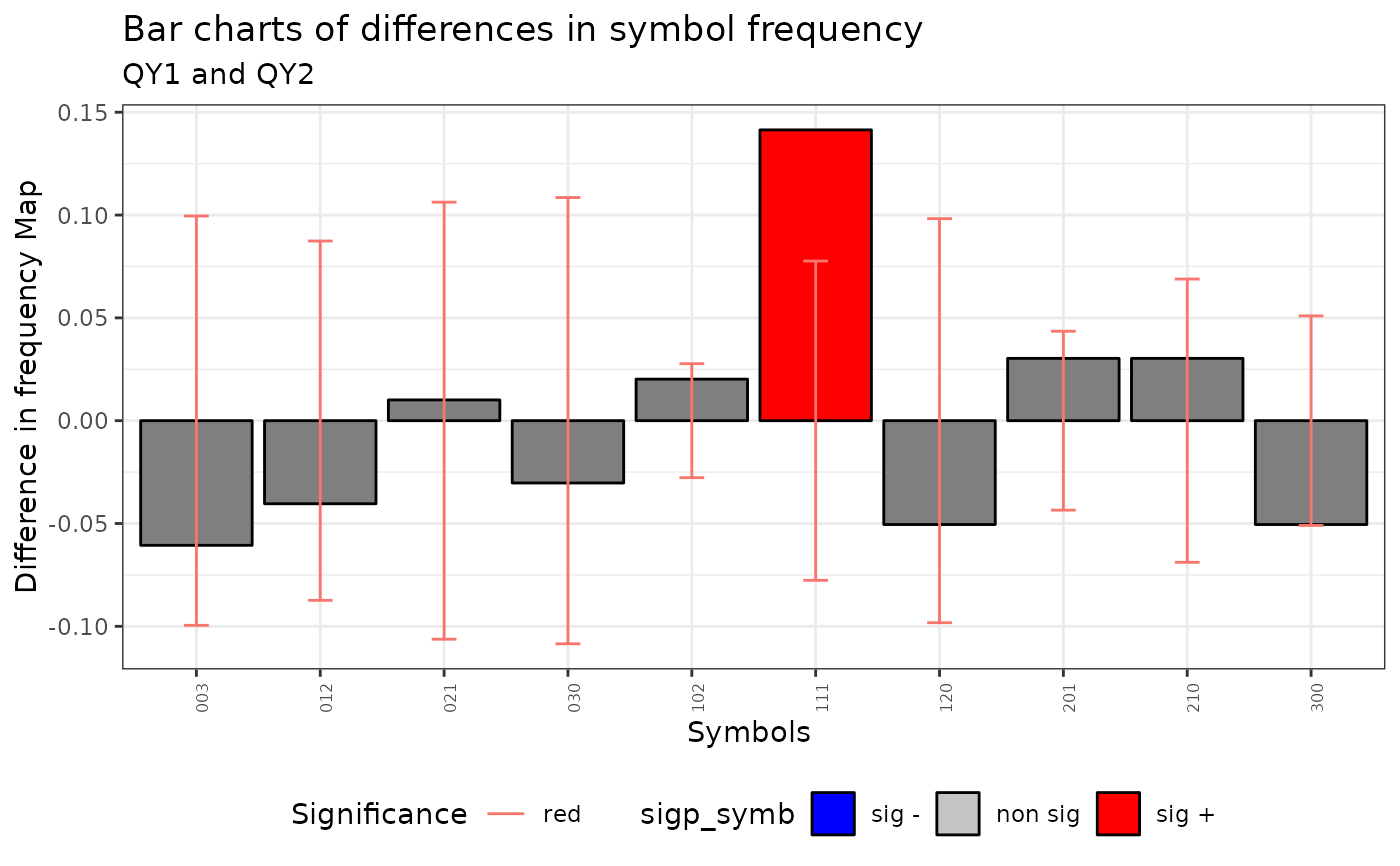 Bar charts of differences in symbol frequency
QY1 and QY2
Difference in frequency Map
0.15
0.10
0.05
0.00
-0.05
-0.10
003 012 021 030 102 111 120 201 210 300
Symbols
Significance red sigp_symb sig - non sig sig +